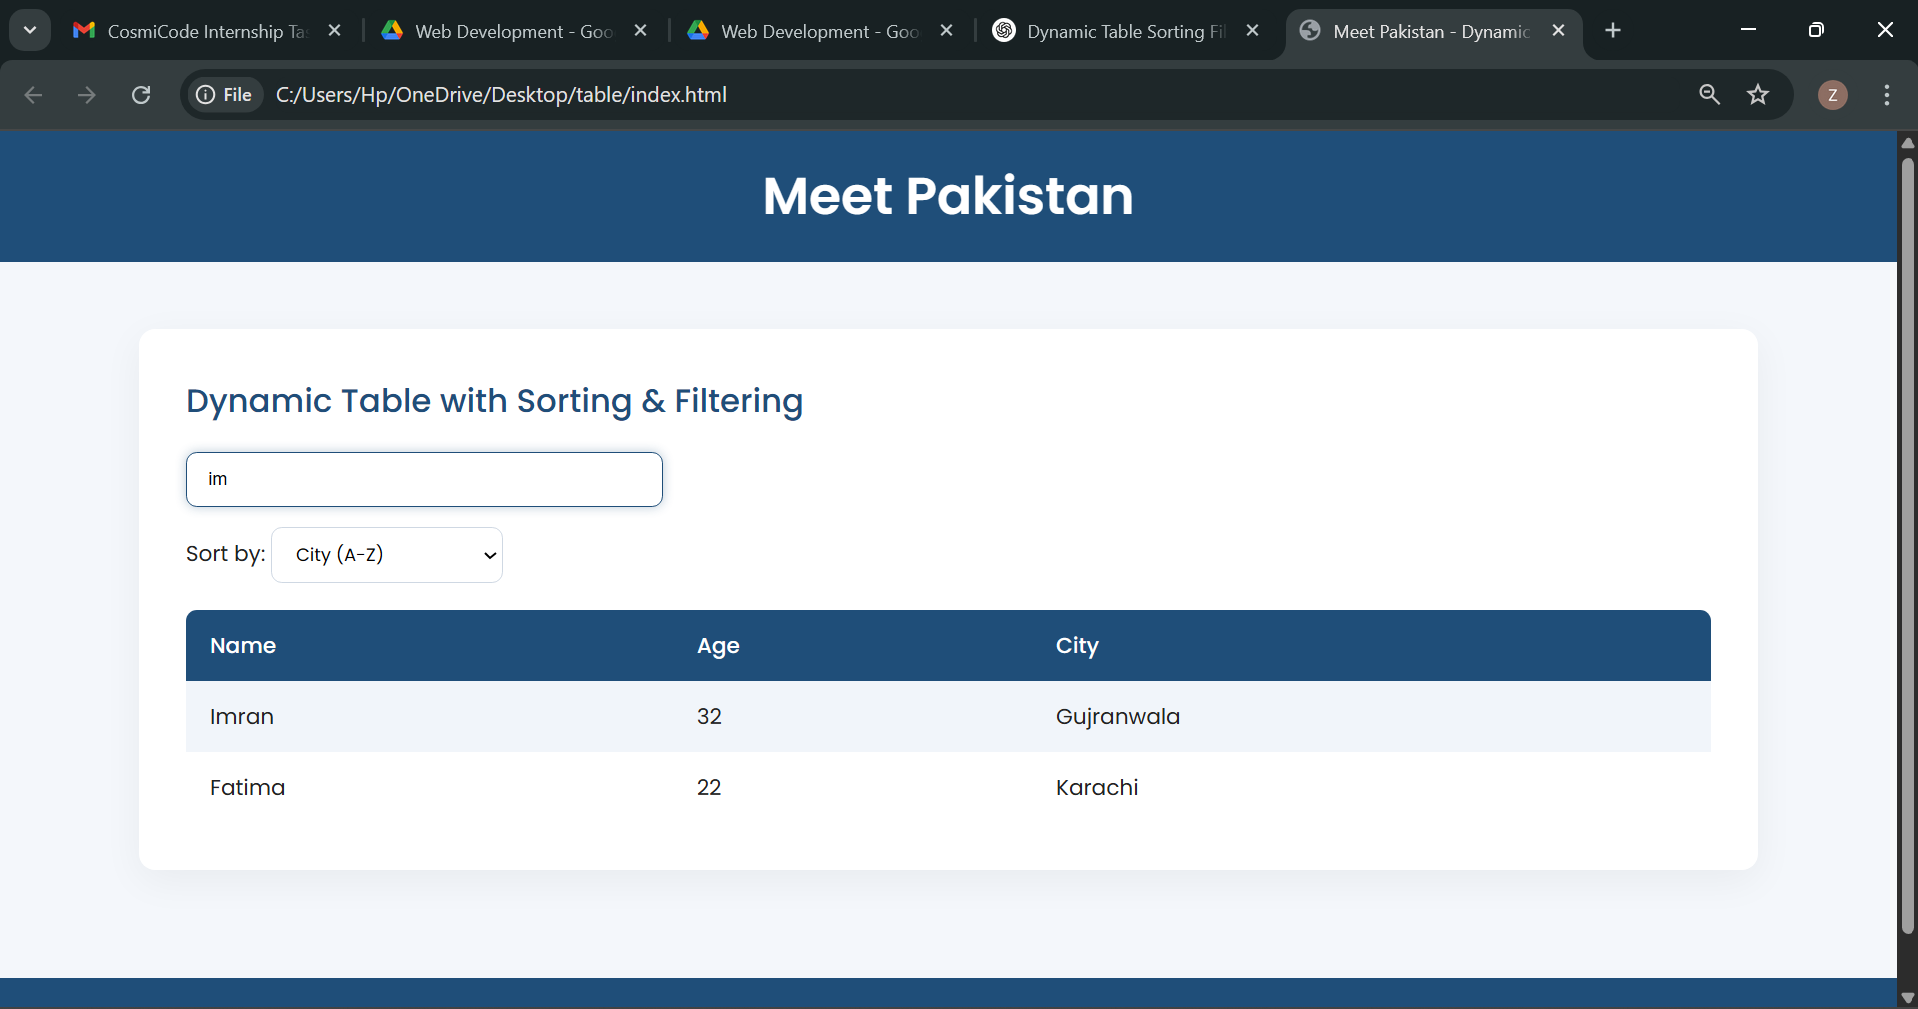 CosmiCode Internship Tas
Web Development - Goo
Web Development - Goo
Dynamic Table Sorting Fil
Meet Pakistan - Dynamic
File
C:/Users/Hp/OneDrive/Desktop/table/index.html
Z
Meet Pakistan
Dynamic Table with Sorting & Filtering
im
Sort by: City (A-Z)
Name Age City
Imran 32 Gujranwala
Fatima 22 Karachi